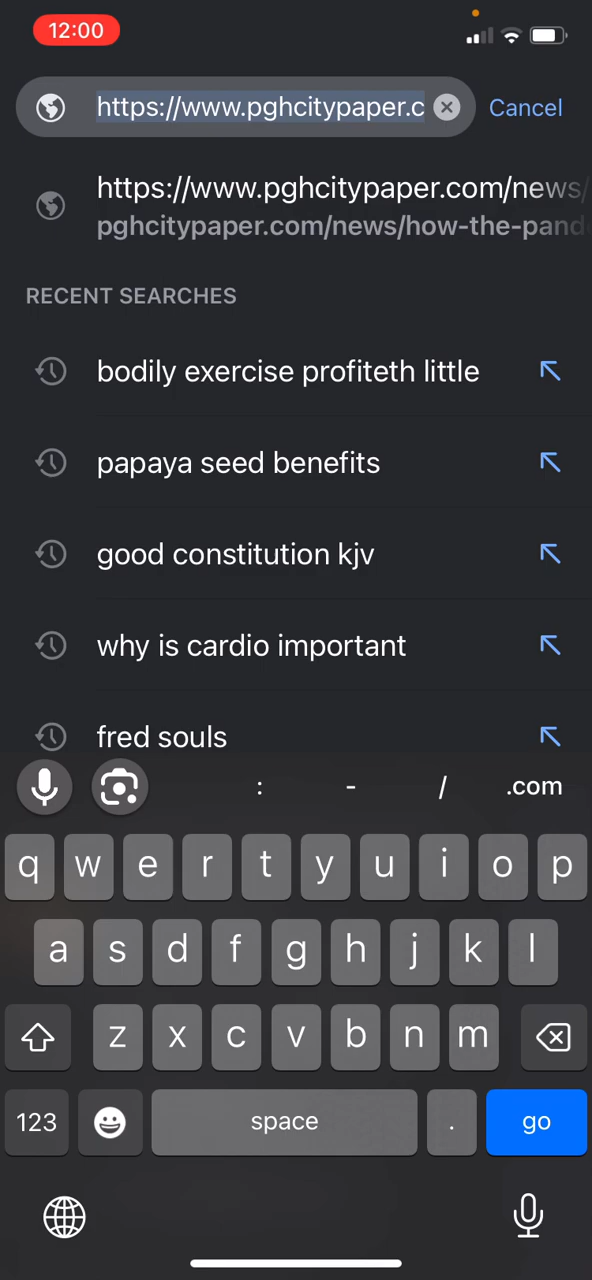 12:00
https://www.pghcitypaper.c
Cancel
https://www.pghcitypaper.com/news/
pghcitypaper.com/news/how-the-pand
RECENT SEARCHES
bodily exercise profiteth little
papaya seed benefits
good constitution kjv
why is cardio important
fred souls
: - / .com
q w e r t y u i o p
a s d f g h j k l
z x c v b n m
123 space . go